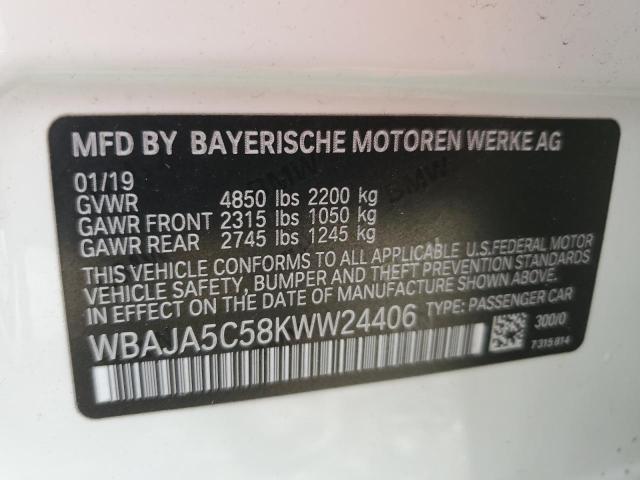 MFD BY BAYERISCHE MOTOREN WERKE AG
01/19
GVWR 4850 lbs 2200 kg
GAWR FRONT 2315 lbs 1050 kg
GAWR REAR 2745 lbs 1245 kg
THIS VEHICLE CONFORMS TO ALL APPLICABLE U.S.FEDERAL MOTOR
VEHICLE SAFETY, BUMPER AND THEFT PREVENTION STANDARDS
IN EFFECT ON THE DATE OF MANUFACTURE SHOWN ABOVE.
WBAJA5C58KWW24406 TYPE: PASSENGER CAR
300/0
7315814
BMW
BMW